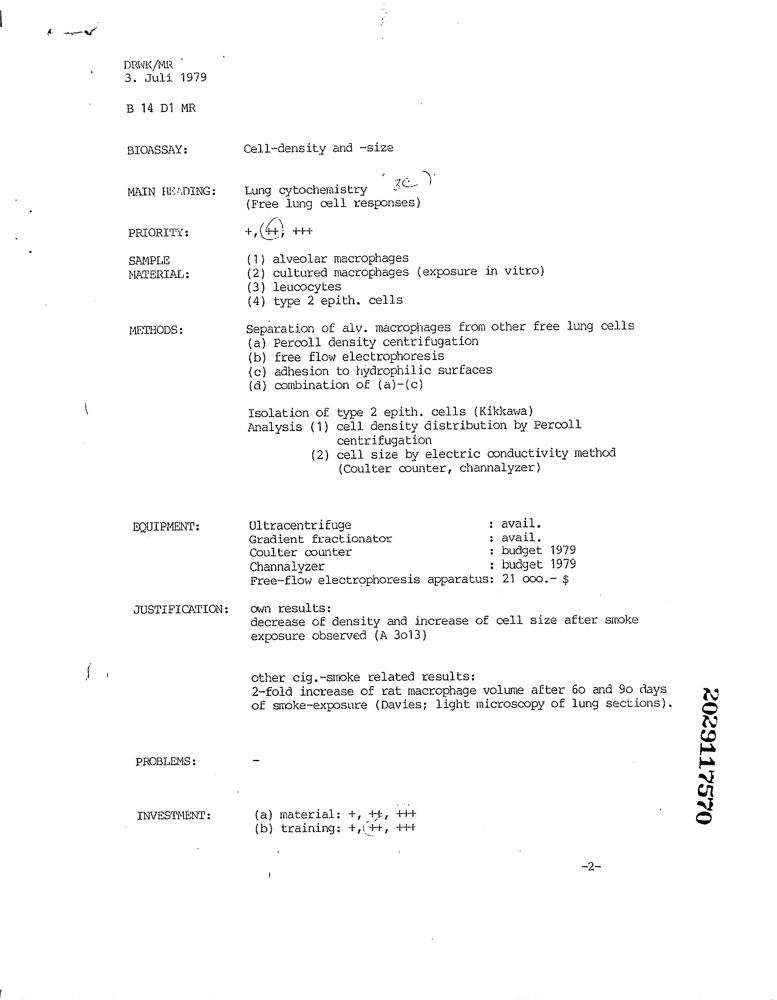 DRWK/MR
3. Juli 1979
B 14 D1 MR
BIOASSAY: Cell-density and -size
MAIN HEADING: Lung cytochemistry
(Free lung cell responses)
PRIORITY: +, ++, +++
SAMPLE (1) alveolar macrophages
MATERIAL: (2) cultured macrophages (exposure in vitro)
(3) leucocytes
(4) type 2 epith. cells
METHODS: Separation of alv. macrophages from other free lung cells
(a) Percoll density centrifugation
(b) free flow electrophoresis
(c) adhesion to hydrophilic surfaces
(d) combination of (a)-(c)
Isolation of type 2 epith. cells (Kikkawa)
Analysis (1) cell density distribution by Percoll
centrifugation
(2) cell size by electric conductivity method
(Coulter counter, channalyzer)
EQUIPMENT: Ultracentrifuge : avail.
Gradient fractionator : avail.
Coulter counter : budget 1979
Channalyzer : budget 1979
Free-flow electrophoresis apparatus: 21 ooo.- $
JUSTIFICATION: own results:
decrease of density and increase of cell size after smoke
exposure observed (A 3o13)
other cig.-smoke related results:
2-fold increase of rat macrophage volume after 6o and 9o days
of smoke-exposure (Davies; light microscopy of lung sections).
PROBLEMS: -
INVESTMENT: (a) material: +, ++, +++
(b) training: +, ++, +++
-2-
2029117570